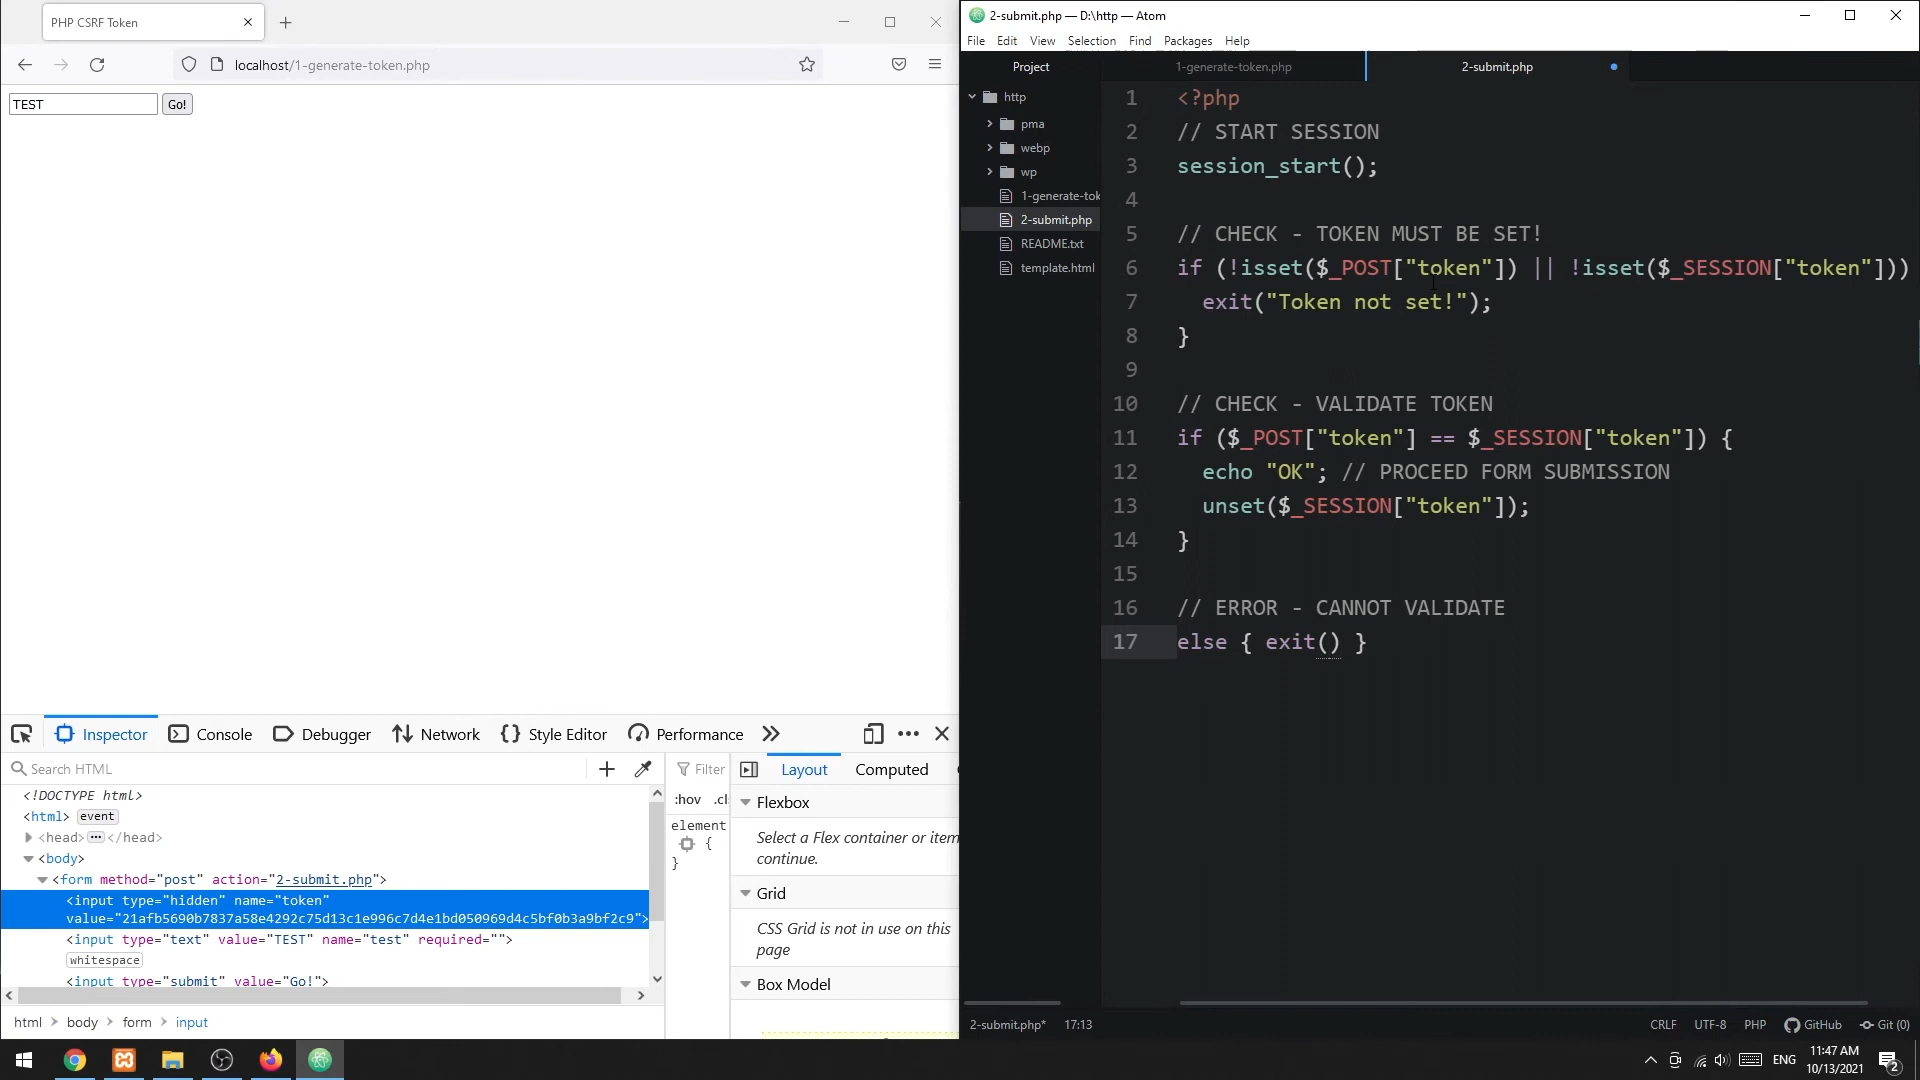 PHP CSRF Token
localhost/1-generate-token.php
TEST
Go!
Inspector
Console
Debugger
Network
Style Editor
Performance
Search HTML
Filter
Layout
Computed
:hov
<!DOCTYPE html>
<html> event
<head> ••• </head>
<body>
<form method="post" action="2-submit.php">
<input type="hidden" name="token"
value="21afb5690b7837a58e4292c75d13c1e996c7d4e1bd050969d4c5bf0b3a9bf2c9">
<input type="text" value="TEST" name="test" required="">
whitespace
<input type="submit" value="Go!">
html > body > form > input
element
{
}
Flexbox
Select a Flex container or item
continue.
Grid
CSS Grid is not in use on this
page
Box Model
2-submit.php — D:\http — Atom
File Edit View Selection Find Packages Help
Project
1-generate-token.php
2-submit.php
http
pma
webp
wp
1-generate-tok
2-submit.php
README.txt
template.html
1 <?php
2 // START SESSION
3 session_start();
4
5 // CHECK - TOKEN MUST BE SET!
6 if (!isset($_POST["token"]) || !isset($_SESSION["token"]))
7 exit("Token not set!");
8 }
9
10 // CHECK - VALIDATE TOKEN
11 if ($_POST["token"] == $_SESSION["token"]) {
12 echo "OK"; // PROCEED FORM SUBMISSION
13 unset($_SESSION["token"]);
14 }
15
16 // ERROR - CANNOT VALIDATE
17 else { exit() }
2-submit.php* 17:13
CRLF UTF-8 PHP GitHub Git (0)
ENG
11:47 AM
10/13/2021
2